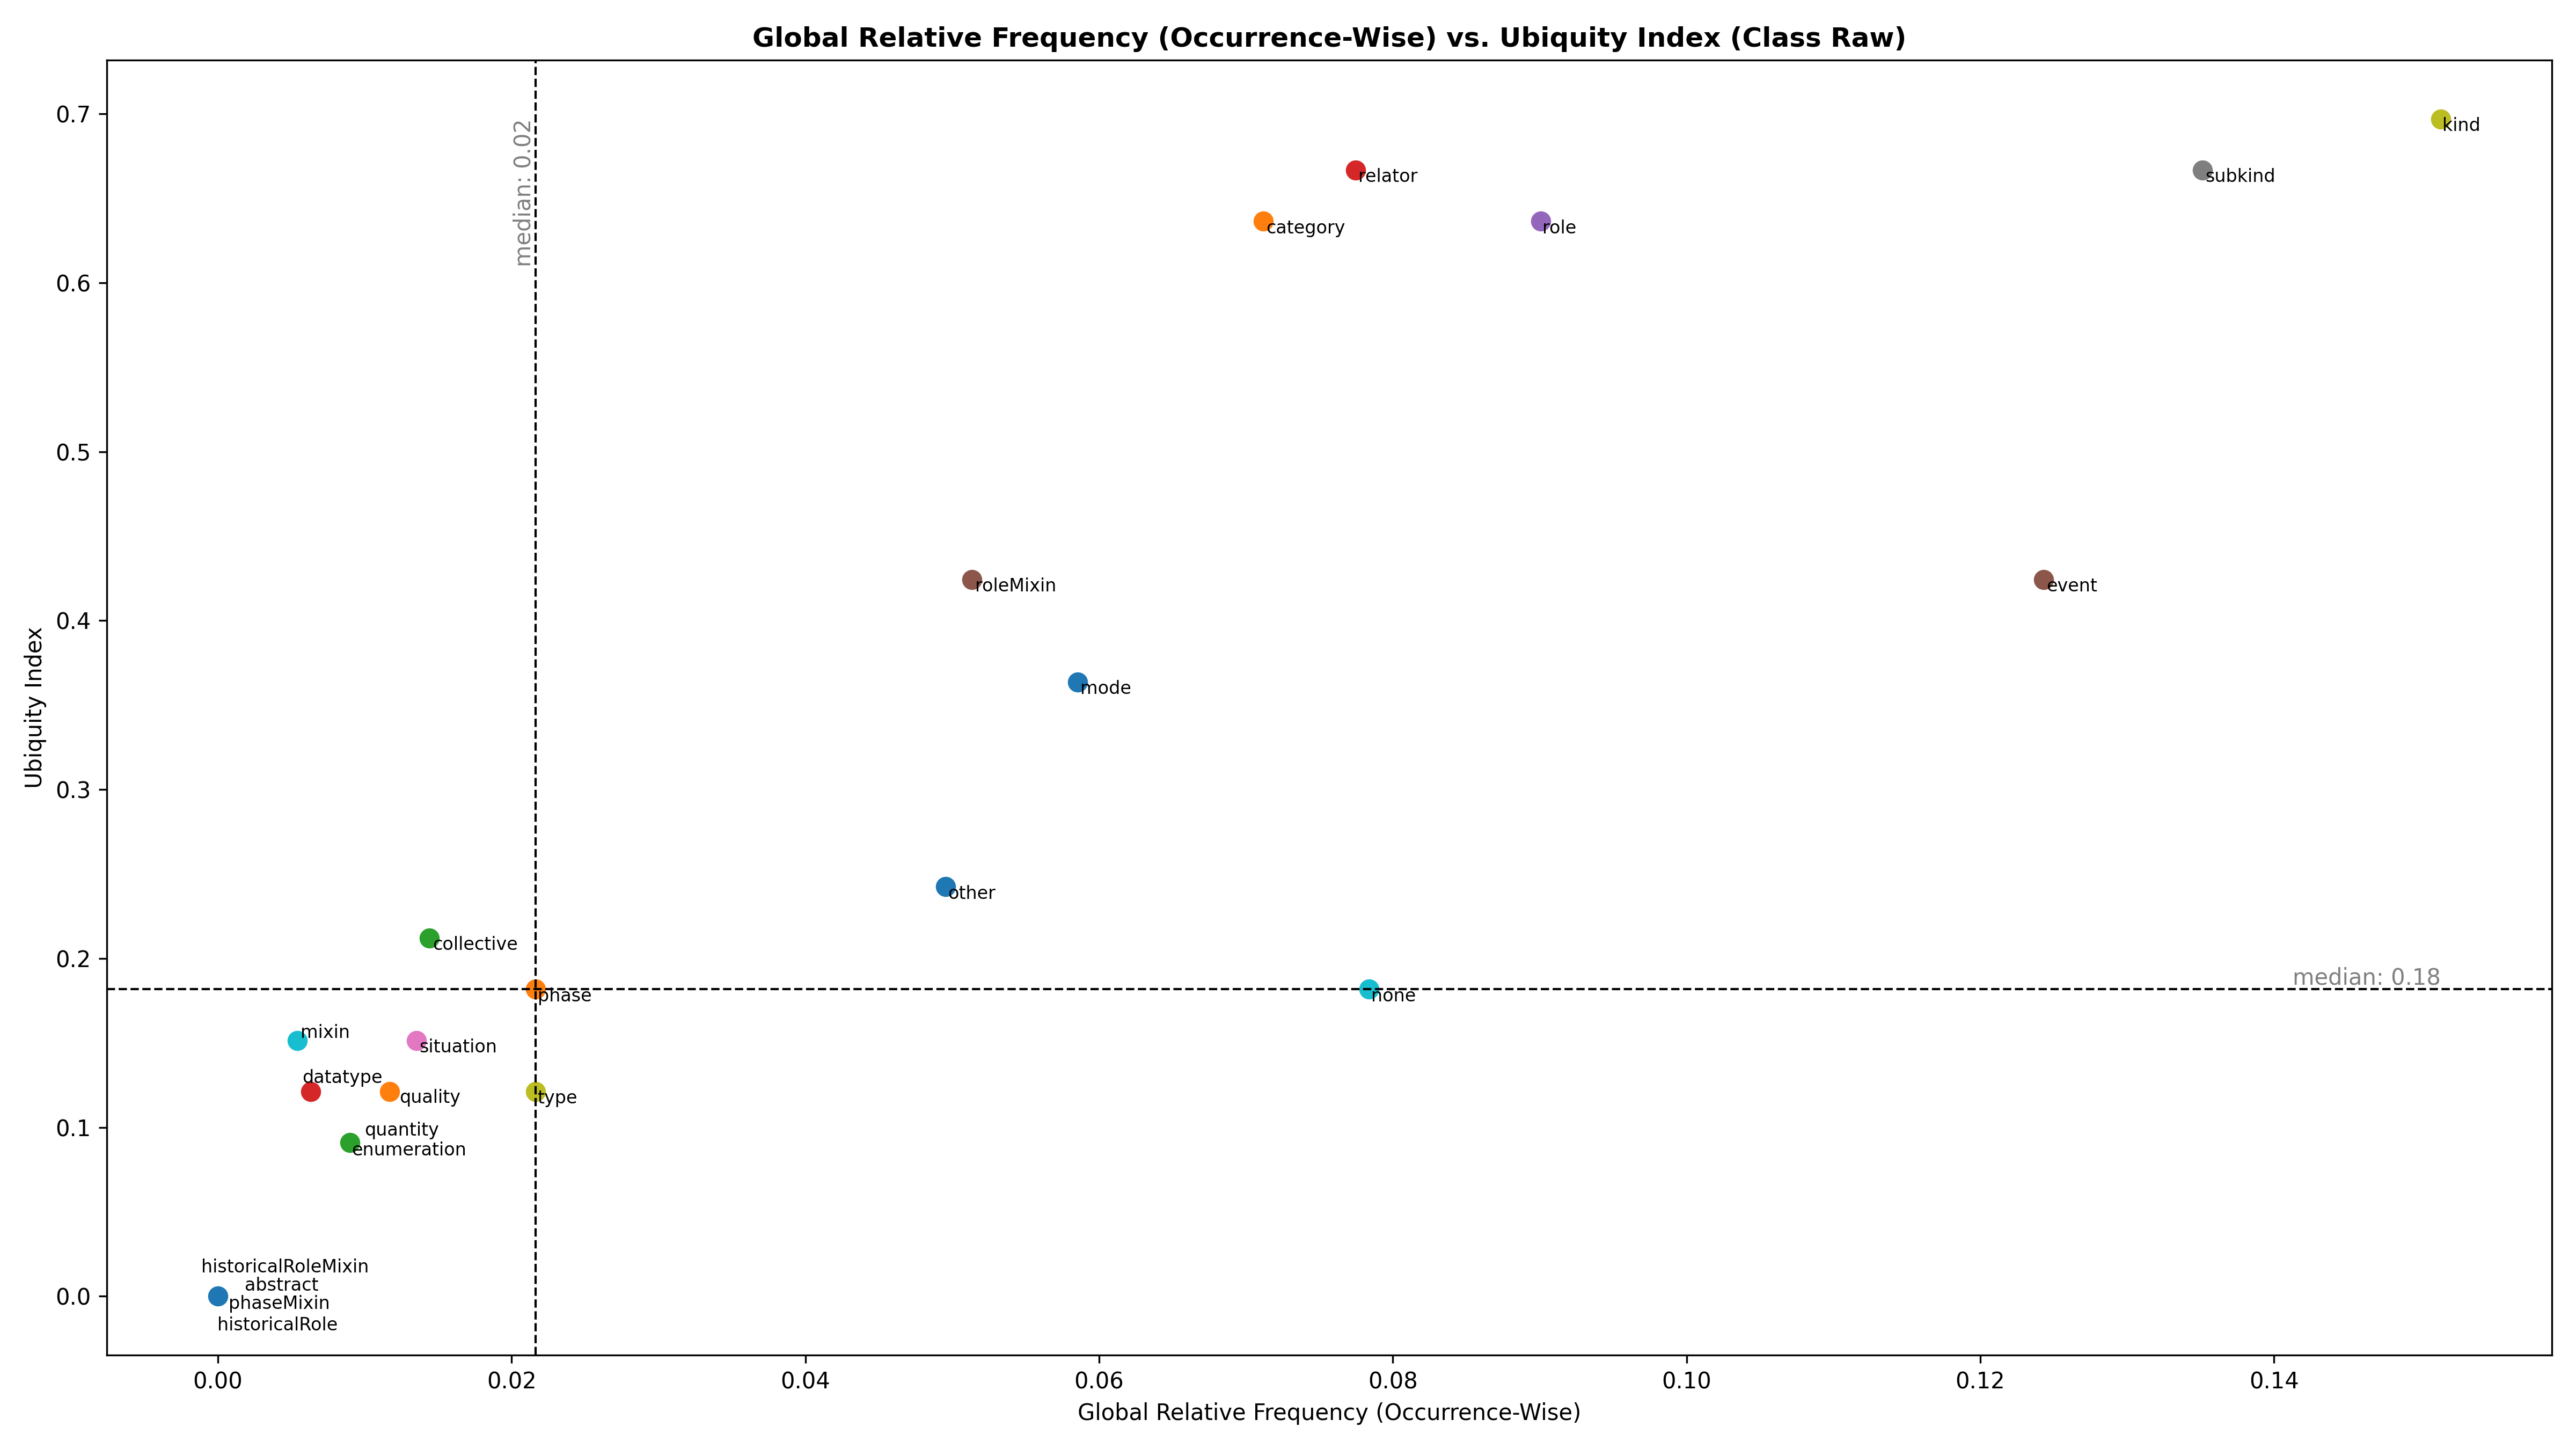 Global Relative Frequency (Occurrence-Wise) vs. Ubiquity Index (Class Raw)
median: 0.02
kind
relator
subkind
category
role
roleMixin
event
mode
other
collective
median: 0.18
phase
none
mixin
situation
datatype
quality
type
quantity
enumeration
historicalRoleMixin
abstract
phaseMixin
historicalRole
0.7
0.6
0.5
0.4
0.3
0.2
0.1
0.0
Ubiquity Index
0.00
0.02
0.04
0.06
0.08
0.10
0.12
0.14
Global Relative Frequency (Occurrence-Wise)